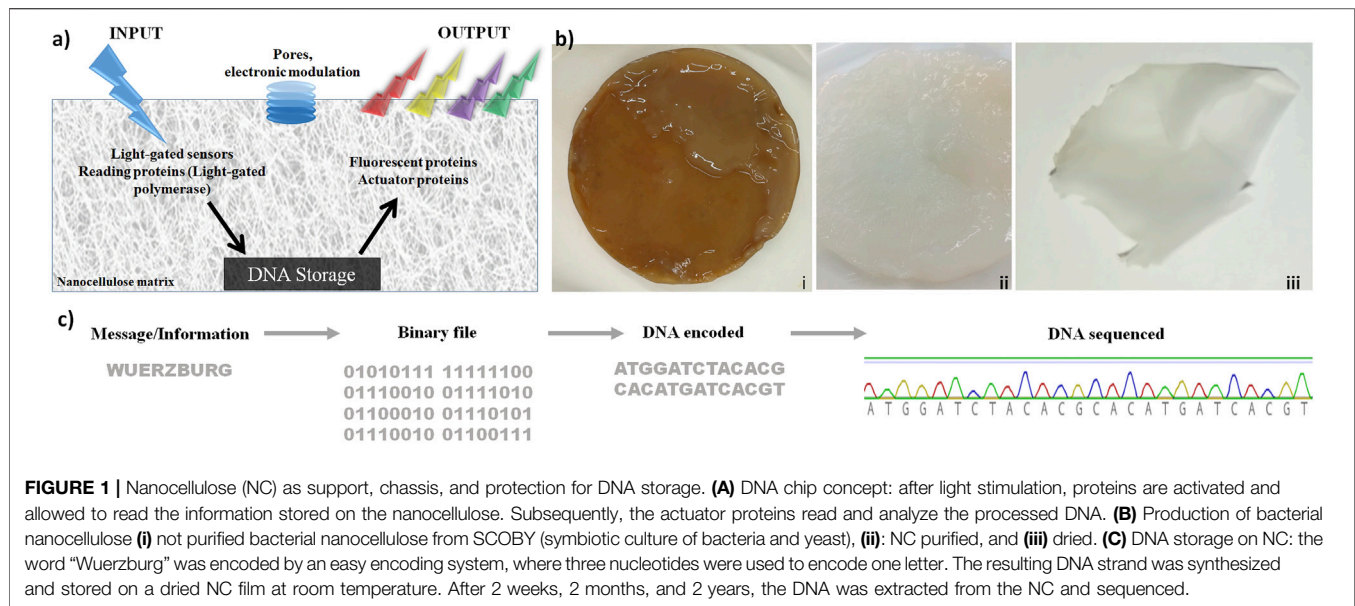 a)
INPUT
OUTPUT
Pores,
electronic modulation
Light-gated sensors
Reading proteins (Light-gated
polymerase)
Fluorescent proteins
Actuator proteins
DNA Storage
Nanocellulose matrix
b)
i
ii
iii
c)
Message/Information
Binary file
DNA encoded
DNA sequenced
WUERZBURG
01010111 11111100
01110010 01111010
01100010 01110101
01110010 01100111
ATGGATCTACACG
CACATGATCACGT
A T G G A T C T A C A C G C A C A T G A T C A C G T
FIGURE 1 | Nanocellulose (NC) as support, chassis, and protection for DNA storage. (A) DNA chip concept: after light stimulation, proteins are activated and
allowed to read the information stored on the nanocellulose. Subsequently, the actuator proteins read and analyze the processed DNA. (B) Production of bacterial
nanocellulose (i) not purified bacterial nanocellulose from SCOBY (symbiotic culture of bacteria and yeast), (ii): NC purified, and (iii) dried. (C) DNA storage on NC: the
word “Wuerzburg” was encoded by an easy encoding system, where three nucleotides were used to encode one letter. The resulting DNA strand was synthesized
and stored on a dried NC film at room temperature. After 2 weeks, 2 months, and 2 years, the DNA was extracted from the NC and sequenced.